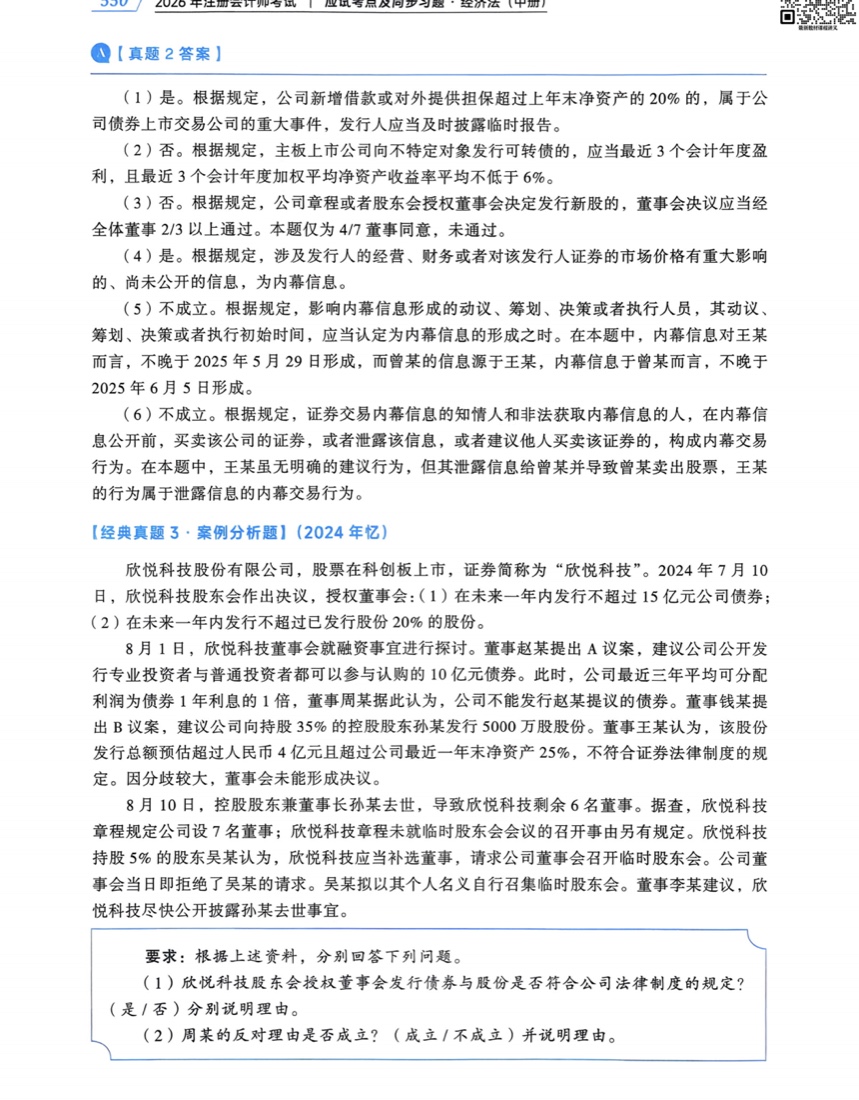 550 2026 年注册会计师考试 | 应试考点及同步习题·经济法（中册）
【真题 2 答案】
（1）是。根据规定，公司新增借款或对外提供担保超过上年末净资产的 20% 的，属于公
司债券上市交易公司的重大事件，发行人应当及时披露临时报告。
（2）否。根据规定，主板上市公司向不特定对象发行可转债的，应当最近 3 个会计年度盈
利，且最近 3 个会计年度加权平均净资产收益率平均不低于 6%。
（3）否。根据规定，公司章程或者股东会授权董事会决定发行新股的，董事会决议应当经
全体董事 2/3 以上通过。本题仅为 4/7 董事同意，未通过。
（4）是。根据规定，涉及发行人的经营、财务或者对该发行人证券的市场价格有重大影响
的、尚未公开的信息，为内幕信息。
（5）不成立。根据规定，影响内幕信息形成的动议、筹划、决策或者执行人员，其动议、
筹划、决策或者执行初始时间，应当认定为内幕信息的形成之时。在本题中，内幕信息对王某
而言，不晚于 2025 年 5 月 29 日形成，而曾某的信息源于王某，内幕信息于曾某而言，不晚于
2025 年 6 月 5 日形成。
（6）不成立。根据规定，证券交易内幕信息的知情人和非法获取内幕信息的人，在内幕信
息公开前，买卖该公司的证券，或者泄露该信息，或者建议他人买卖该证券的，构成内幕交易
行为。在本题中，王某虽无明确的建议行为，但其泄露信息给曾某并导致曾某卖出股票，王某
的行为属于泄露信息的内幕交易行为。
【经典真题 3·案例分析题】（2024 年忆）
欣悦科技股份有限公司，股票在科创板上市，证券简称为“欣悦科技”。2024 年 7 月 10
日，欣悦科技股东会作出决议，授权董事会：（1）在未来一年内发行不超过 15 亿元公司债券；
（2）在未来一年内发行不超过已发行股份 20% 的股份。
8 月 1 日，欣悦科技董事会就融资事宜进行探讨。董事赵某提出 A 议案，建议公司公开发
行专业投资者与普通投资者都可以参与认购的 10 亿元债券。此时，公司最近三年平均可分配
利润为债券 1 年利息的 1 倍，董事周某据此认为，公司不能发行赵某提议的债券。董事钱某提
出 B 议案，建议公司向持股 35% 的控股股东孙某发行 5000 万股股份。董事王某认为，该股份
发行总额预估超过人民币 4 亿元且超过公司最近一年末净资产 25%，不符合证券法律制度的规
定。因分歧较大，董事会未能形成决议。
8 月 10 日，控股股东兼董事长孙某去世，导致欣悦科技剩余 6 名董事。据查，欣悦科技
章程规定公司设 7 名董事；欣悦科技章程未就临时股东会会议的召开事由另有规定。欣悦科技
持股 5% 的股东吴某认为，欣悦科技应当补选董事，请求公司董事会召开临时股东会。公司董
事会当日即拒绝了吴某的请求。吴某拟以其个人名义自行召集临时股东会。董事李某建议，欣
悦科技尽快公开披露孙某去世事宜。
要求：根据上述资料，分别回答下列问题。
（1）欣悦科技股东会授权董事会发行债券与股份是否符合公司法律制度的规定？
（是 / 否）分别说明理由。
（2）周某的反对理由是否成立？（成立 / 不成立）并说明理由。